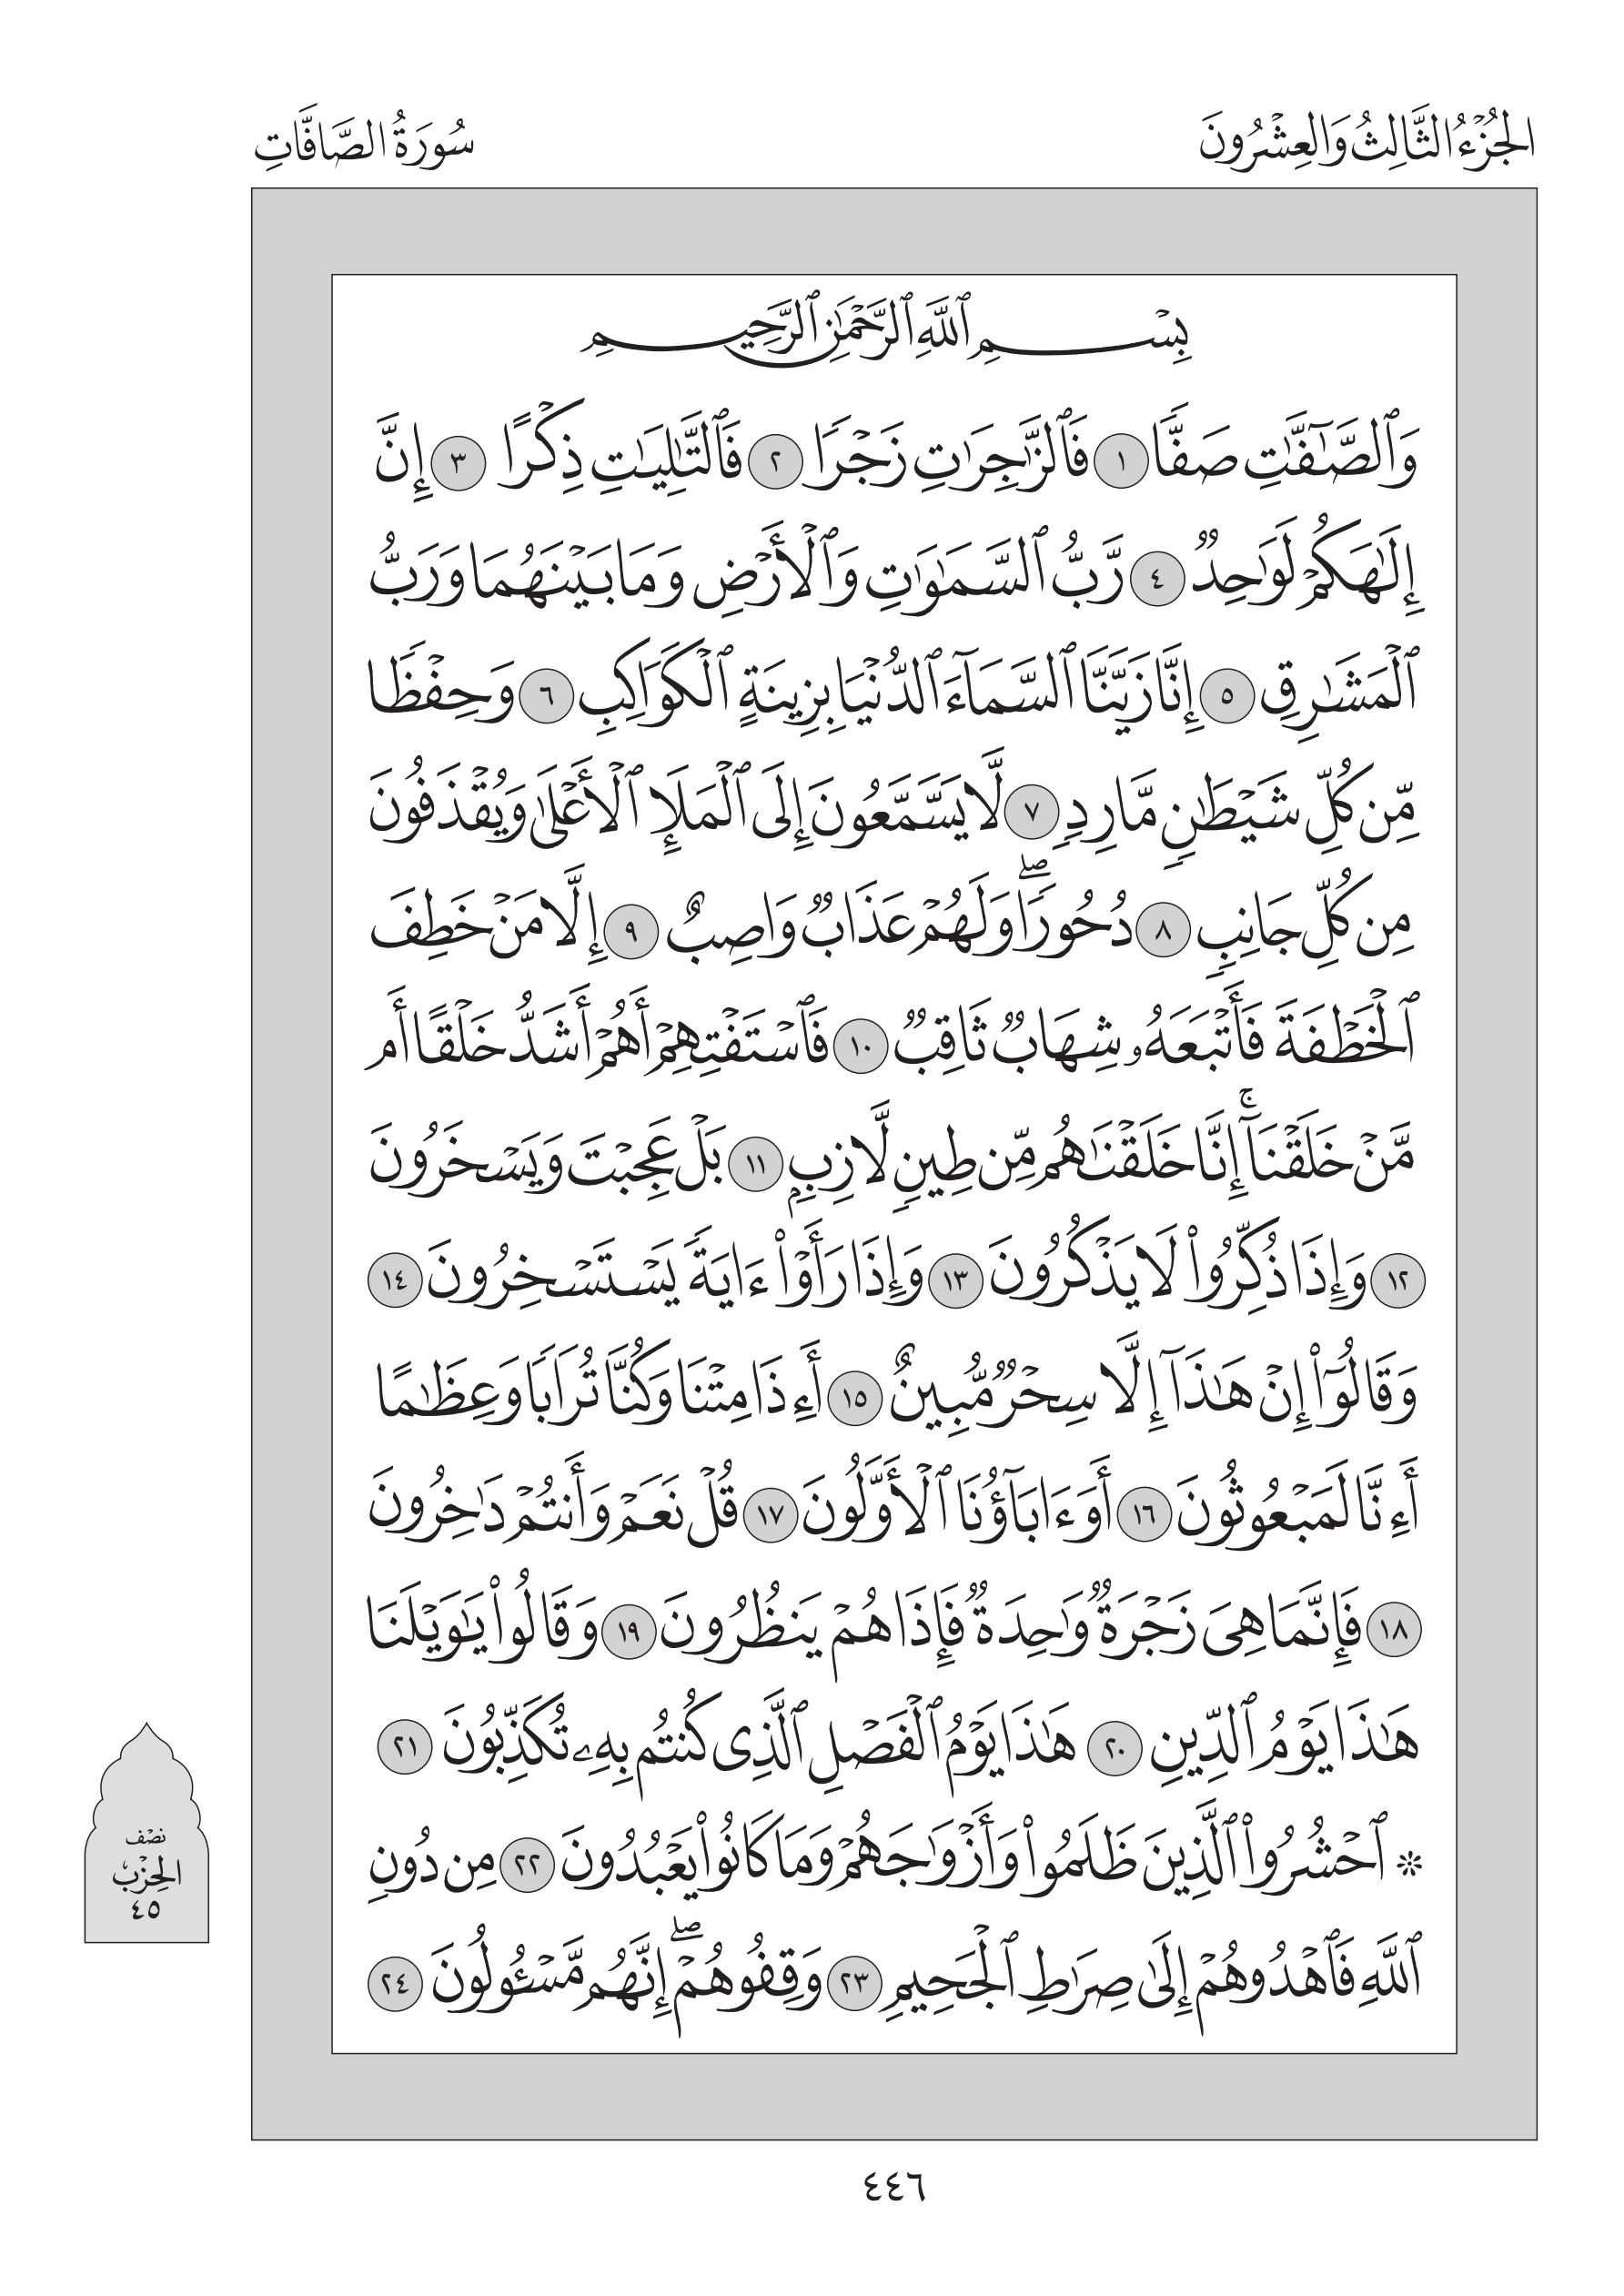 الجُزْءُ الثَّالِثُ وَالعِشْرُونَ
سُورَةُ الصَّافَّاتِ
بِسۡمِ ٱللَّهِ ٱلرَّحۡمَٰنِ ٱلرَّحِيمِ
وَٱلصَّٰٓفَّٰتِ صَفّٗا ١ فَٱلزَّٰجِرَٰتِ زَجۡرٗا ٢ فَٱلتَّٰلِيَٰتِ ذِكۡرًا ٣ إِنَّ
إِلَٰهَكُمۡ لَوَٰحِدٞ ٤ رَّبُّ ٱلسَّمَٰوَٰتِ وَٱلۡأَرۡضِ وَمَا بَيۡنَهُمَا وَرَبُّ
ٱلۡمَشَٰرِقِ ٥ إِنَّا زَيَّنَّا ٱلسَّمَآءَ ٱلدُّنۡيَا بِزِينَةٍ ٱلۡكَوَاكِبِ ٦ وَحِفۡظٗا
مِّن كُلِّ شَيۡطَٰنٖ مَّارِدٖ ٧ لَّا يَسَّمَّعُونَ إِلَى ٱلۡمَلَإِ ٱلۡأَعۡلَىٰ وَيُقۡذَفُونَ
مِن كُلِّ جَانِبٖ ٨ دُحُورٗاۖ وَلَهُمۡ عَذَابٞ وَاصِبٌ ٩ إِلَّا مَنۡ خَطِفَ
ٱلۡخَطۡفَةَ فَأَتۡبَعَهُۥ شِهَابٞ ثَاقِبٞ ١٠ فَٱسۡتَفۡتِهِمۡ أَهُمۡ أَشَدُّ خَلۡقًا أَم
مَّنۡ خَلَقۡنَآۚ إِنَّا خَلَقۡنَٰهُم مِّن طِينٖ لَّازِبِۭ ١١ بَلۡ عَجِبۡتَ وَيَسۡخَرُونَ
١٢ وَإِذَا ذُكِّرُواْ لَا يَذۡكُرُونَ ١٣ وَإِذَا رَأَوۡاْ ءَايَةٗ يَسۡتَسۡخِرُونَ ١٤
وَقَالُوٓاْ إِنۡ هَٰذَآ إِلَّا سِحۡرٞ مُّبِينٌ ١٥ أَءِذَا مِتۡنَا وَكُنَّا تُرَابٗا وَعِظَٰمًا
أَءِنَّا لَمَبۡعُوثُونَ ١٦ أَوَءَابَآؤُنَا ٱلۡأَوَّلُونَ ١٧ قُلۡ نَعَمۡ وَأَنتُمۡ دَٰخِرُونَ
١٨ فَإِنَّمَا هِيَ زَجۡرَةٞ وَٰحِدَةٞ فَإِذَا هُمۡ يَنظُرُونَ ١٩ وَقَالُواْ يَٰوَيۡلَنَا
هَٰذَا يَوۡمُ ٱلدِّينِ ٢٠ هَٰذَا يَوۡمُ ٱلۡفَصۡلِ ٱلَّذِي كُنتُم بِهِۦ تُكَذِّبُونَ ٢١
۞ ٱحۡشُرُواْ ٱلَّذِينَ ظَلَمُواْ وَأَزۡوَٰجَهُمۡ وَمَا كَانُواْ يَعۡبُدُونَ ٢٢ مِن دُونِ
ٱللَّهِ فَٱهۡدُوهُمۡ إِلَىٰ صِرَٰطِ ٱلۡجَحِيمِ ٢٣ وَقِفُوهُمۡۖ إِنَّهُم مَّسۡـُٔولُونَ ٢٤
نصف
الحزب
٤٥
٤٤٦